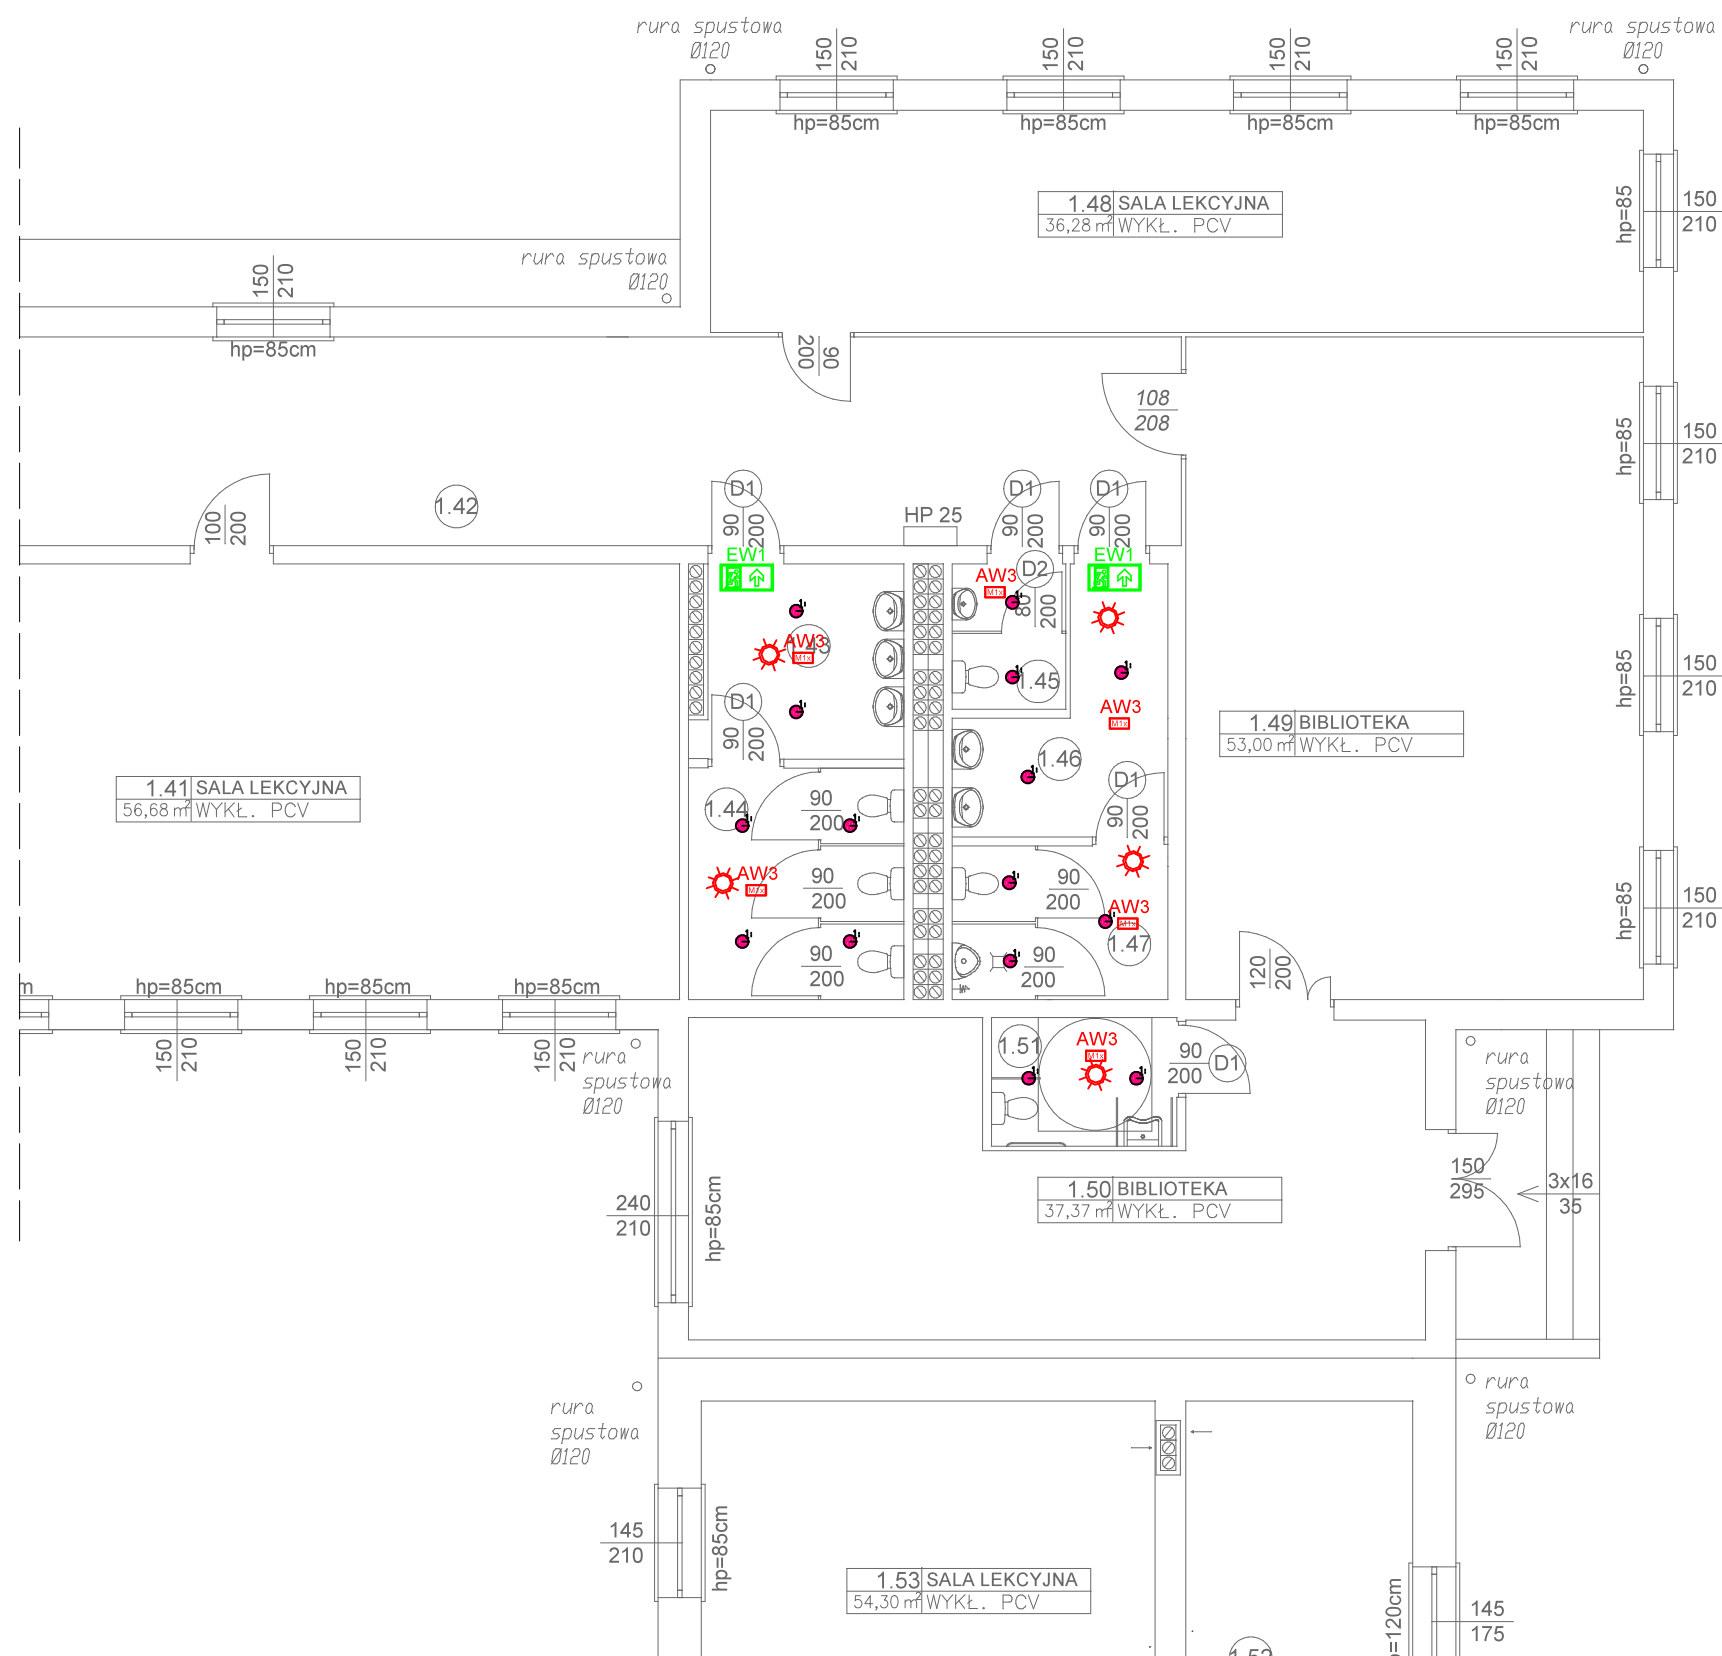 rura spustowa
Ø120
150
210
150
210
150
210
150
210
rura spustowa
Ø120
hp=85cm
hp=85cm
hp=85cm
hp=85cm
1.48 SALA LEKCYJNA
36,28 m² WYKŁ. PCV
hp=85
150
210
rura spustowa
Ø120
150
210
hp=85cm
90
200
108
208
hp=85
150
210
100
200
1.42
D1
90
200
HP 25
D1
90
200
D1
90
200
EW1
AW3
M1x
D2
80
200
EW1
AW3
M1x
1.43
1.45
AW3
M1x
hp=85
150
210
D1
90
200
1.49 BIBLIOTEKA
53,00 m² WYKŁ. PCV
1.46
1.41 SALA LEKCYJNA
56,68 m² WYKŁ. PCV
1.44
90
200
D1
90
200
AW3
M1x
90
200
90
200
AW3
M1x
1.47
hp=85
150
210
90
200
90
200
120
200
hp=85cm
hp=85cm
hp=85cm
150
210
150
210
150
210
rura
spustowa
Ø120
1.51
AW3
M1x
90
200
D1
rura
spustowa
Ø120
240
210
hp=85cm
1.50 BIBLIOTEKA
37,37 m² WYKŁ. PCV
150
295
3x16
35
rura
spustowa
Ø120
rura
spustowa
Ø120
145
210
hp=85cm
1.53 SALA LEKCYJNA
54,30 m² WYKŁ. PCV
=120cm
145
175